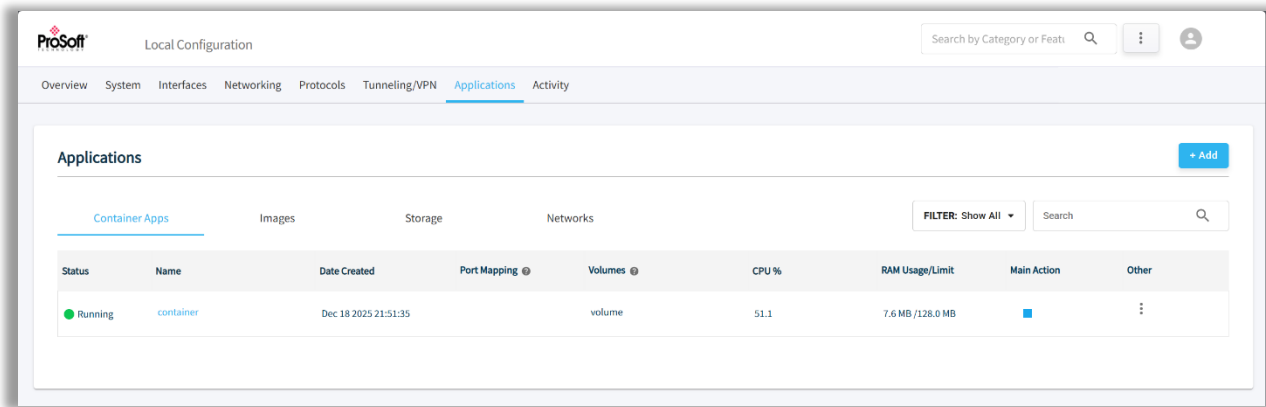 ProSoft
TECHNOLOGY
Local Configuration
Search by Category or Featu
Overview System Interfaces Networking Protocols Tunneling/VPN Applications Activity
Applications
+ Add
Container Apps Images Storage Networks
FILTER: Show All
Search
Status Name Date Created Port Mapping Volumes CPU % RAM Usage/Limit Main Action Other
Running container Dec 18 2025 21:51:35 volume 51.1 7.6 MB /128.0 MB